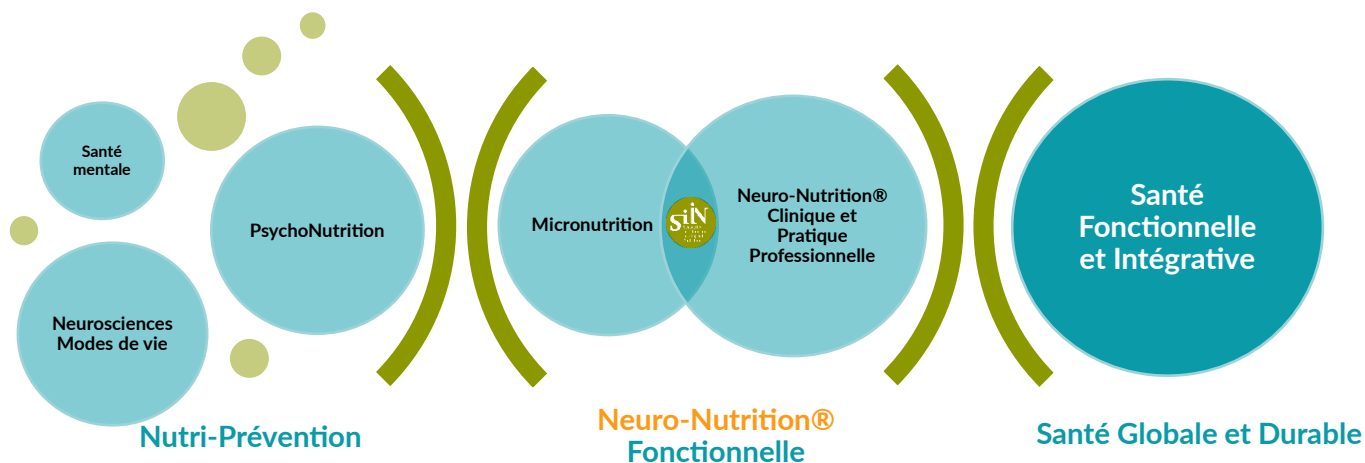 Santé
mentale
PsychoNutrition
Neurosciences
Modes de vie
Nutri-Prévention
Micronutrition
SiiN
Neuro-Nutrition®
Clinique et
Pratique
Professionnelle
Neuro-Nutrition®
Fonctionnelle
Santé
Fonctionnelle
et Intégrative
Santé Globale et Durable